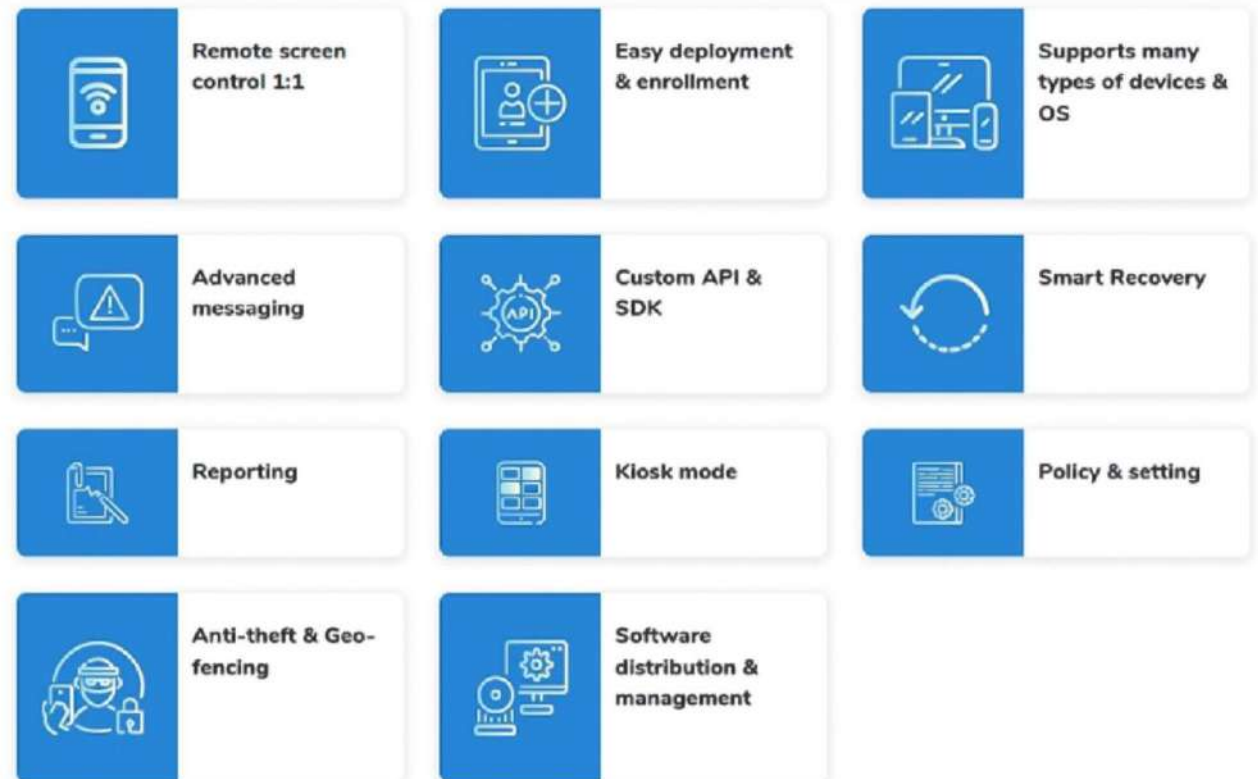 Remote screen
control 1:1
Easy deployment
& enrollment
Supports many
types of devices &
OS
Advanced
messaging
API
Custom API &
SDK
Smart Recovery
Reporting
Kiosk mode
Policy & setting
Anti-theft & Geo-
fencing
Software
distribution &
management